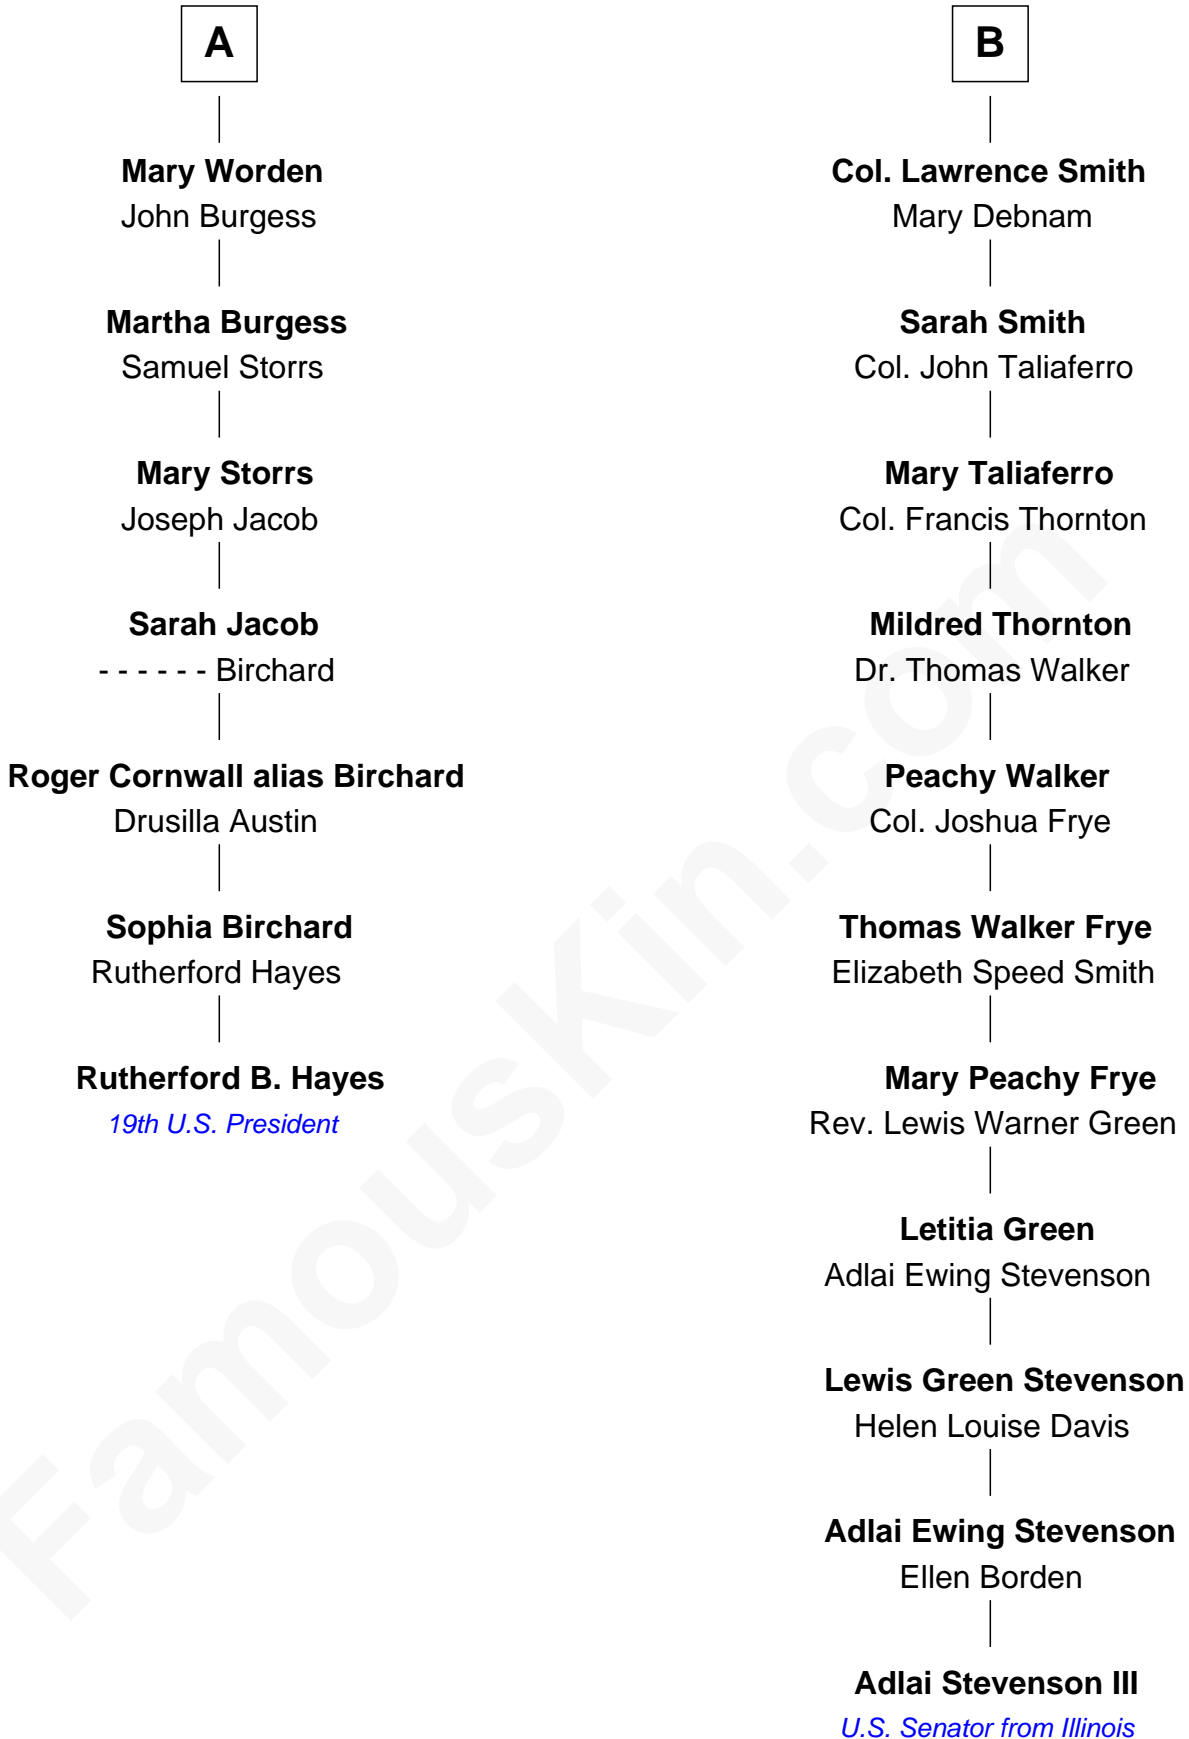 A
Mary Worden
John Burgess
Martha Burgess
Samuel Storrs
Mary Storrs
Joseph Jacob
Sarah Jacob
- - - - - - Birchard
Roger Cornwall alias Birchard
Drusilla Austin
Sophia Birchard
Rutherford Hayes
Rutherford B. Hayes
19th U.S. President
B
Col. Lawrence Smith
Mary Debnam
Sarah Smith
Col. John Taliaferro
Mary Taliaferro
Col. Francis Thornton
Mildred Thornton
Dr. Thomas Walker
Peachy Walker
Col. Joshua Frye
Thomas Walker Frye
Elizabeth Speed Smith
Mary Peachy Frye
Rev. Lewis Warner Green
Letitia Green
Adlai Ewing Stevenson
Lewis Green Stevenson
Helen Louise Davis
Adlai Ewing Stevenson
Ellen Borden
Adlai Stevenson III
U.S. Senator from Illinois
FamousKin.com